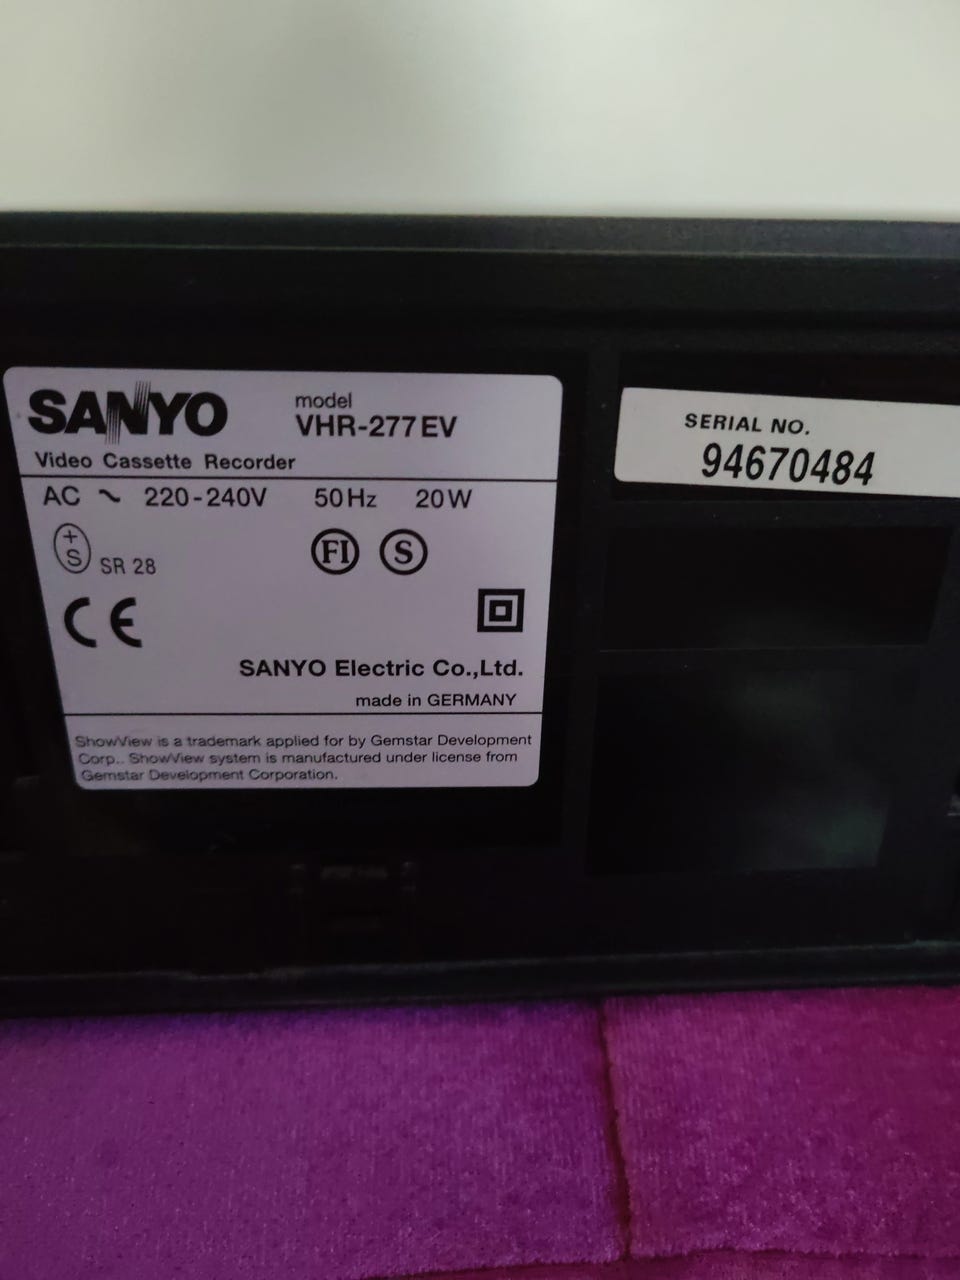 SANYO
model
VHR-277EV
Video Cassette Recorder
AC ~ 220-240V 50Hz 20W
+
S
SR 28
FI S
CE
SANYO Electric Co.,Ltd.
made in GERMANY
ShowView is a trademark applied for by Gemstar Development
Corp.. ShowView system is manufactured under license from
Gemstar Development Corporation.
SERIAL NO.
94670484